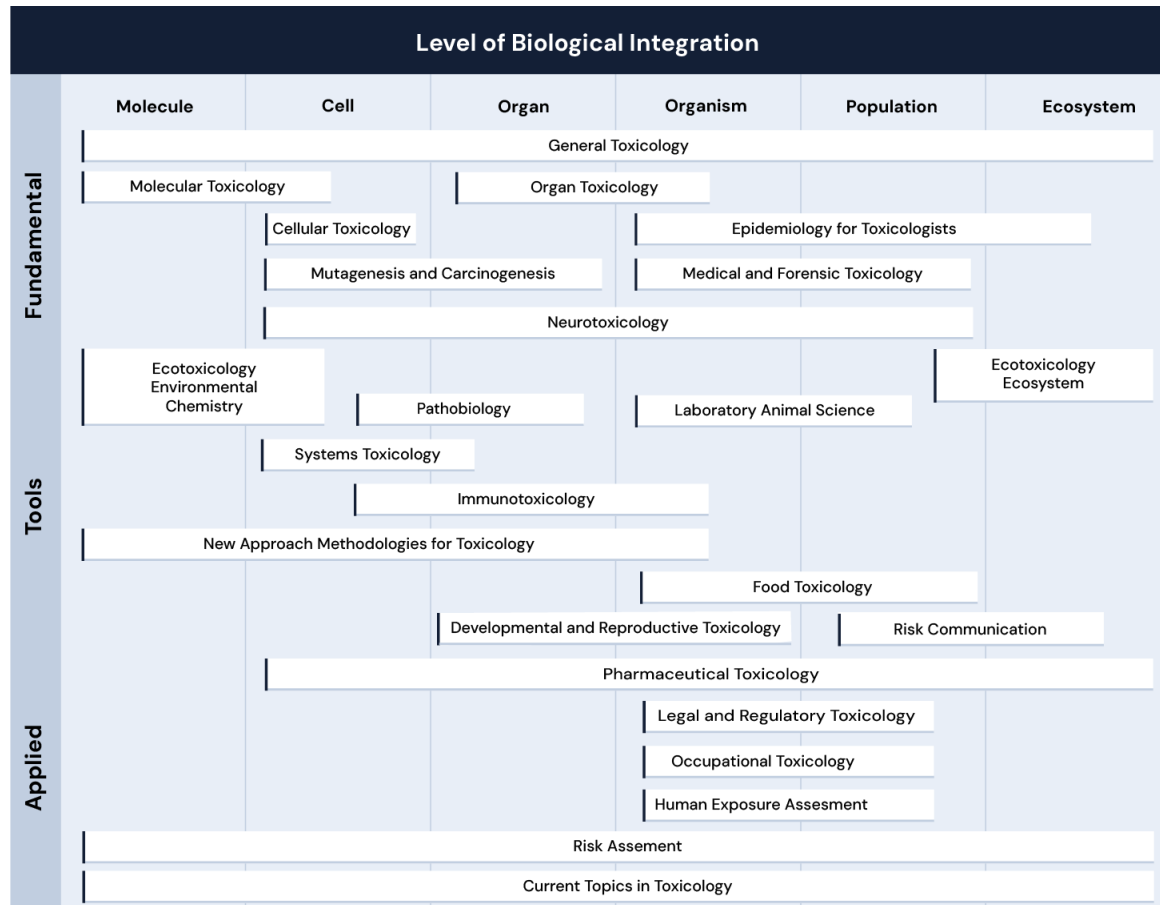 Level of Biological Integration
Molecule
Cell
Organ
Organism
Population
Ecosystem
Fundamental
General Toxicology
Molecular Toxicology
Organ Toxicology
Cellular Toxicology
Epidemiology for Toxicologists
Mutagenesis and Carcinogenesis
Medical and Forensic Toxicology
Neurotoxicology
Ecotoxicology
Environmental
Chemistry
Ecotoxicology
Ecosystem
Pathobiology
Laboratory Animal Science
Tools
Systems Toxicology
Immunotoxicology
New Approach Methodologies for Toxicology
Food Toxicology
Developmental and Reproductive Toxicology
Risk Communication
Applied
Pharmaceutical Toxicology
Legal and Regulatory Toxicology
Occupational Toxicology
Human Exposure Assesment
Risk Assement
Current Topics in Toxicology